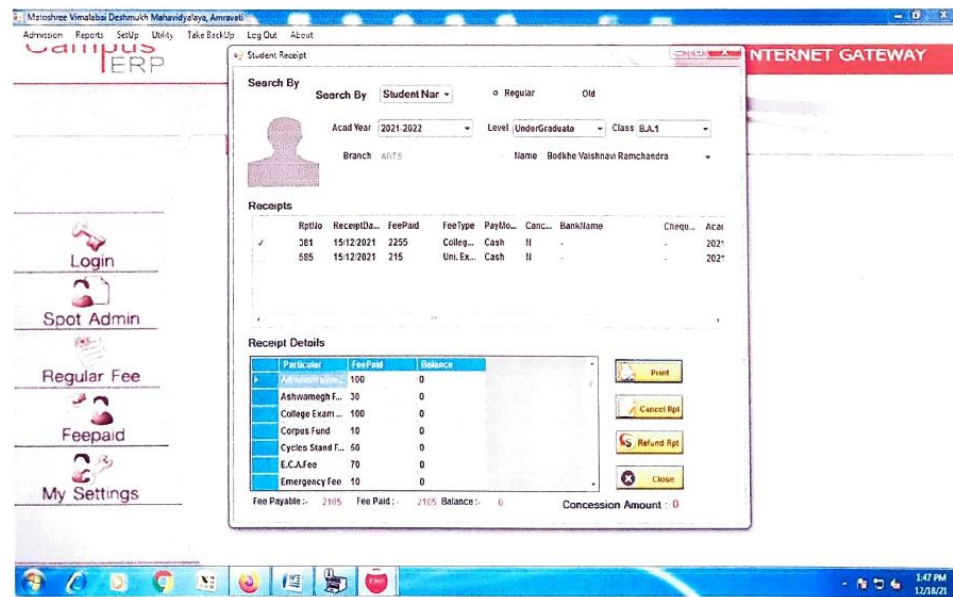 Matoshree Vimalabai Deshmukh Mahavidyalaya, Amravati
Admission Reports SetUp Utility Take BackUp Log Out About
Campus
ERP
NTERNET GATEWAY
Student Receipt
Search By
Search By Student Nar Regular Old
Acad Year 2021-2022 Level UnderGraduate Class B.A.1
Branch ARTS Name Bodkhe Vaishnavi Ramchandra
Receipts
RptNo ReceiptDa... FeePaid FeeType PayMo... Canc... BankName Chequ... Acad
381 15/12/2021 2255 Colleg... Cash N - - 202
585 15/12/2021 215 Uni. Ex... Cash N - - 202
Receipt Details
Particular FeePaid Balance
Administrative... 100 0
Ashwamegh F... 30 0
College Exam ... 100 0
Corpus Fund 10 0
Cycles Stand F... 50 0
E.C.A.Fee 70 0
Emergency Fee 10 0
Print
Cancel Rpt
Refund Rpt
Close
Fee Payable :- 2105 Fee Paid :- 2105 Balance :- 0
Concession Amount :- 0
Login
Spot Admin
Regular Fee
Feepaid
My Settings
ERP
1:47 PM
12/18/21